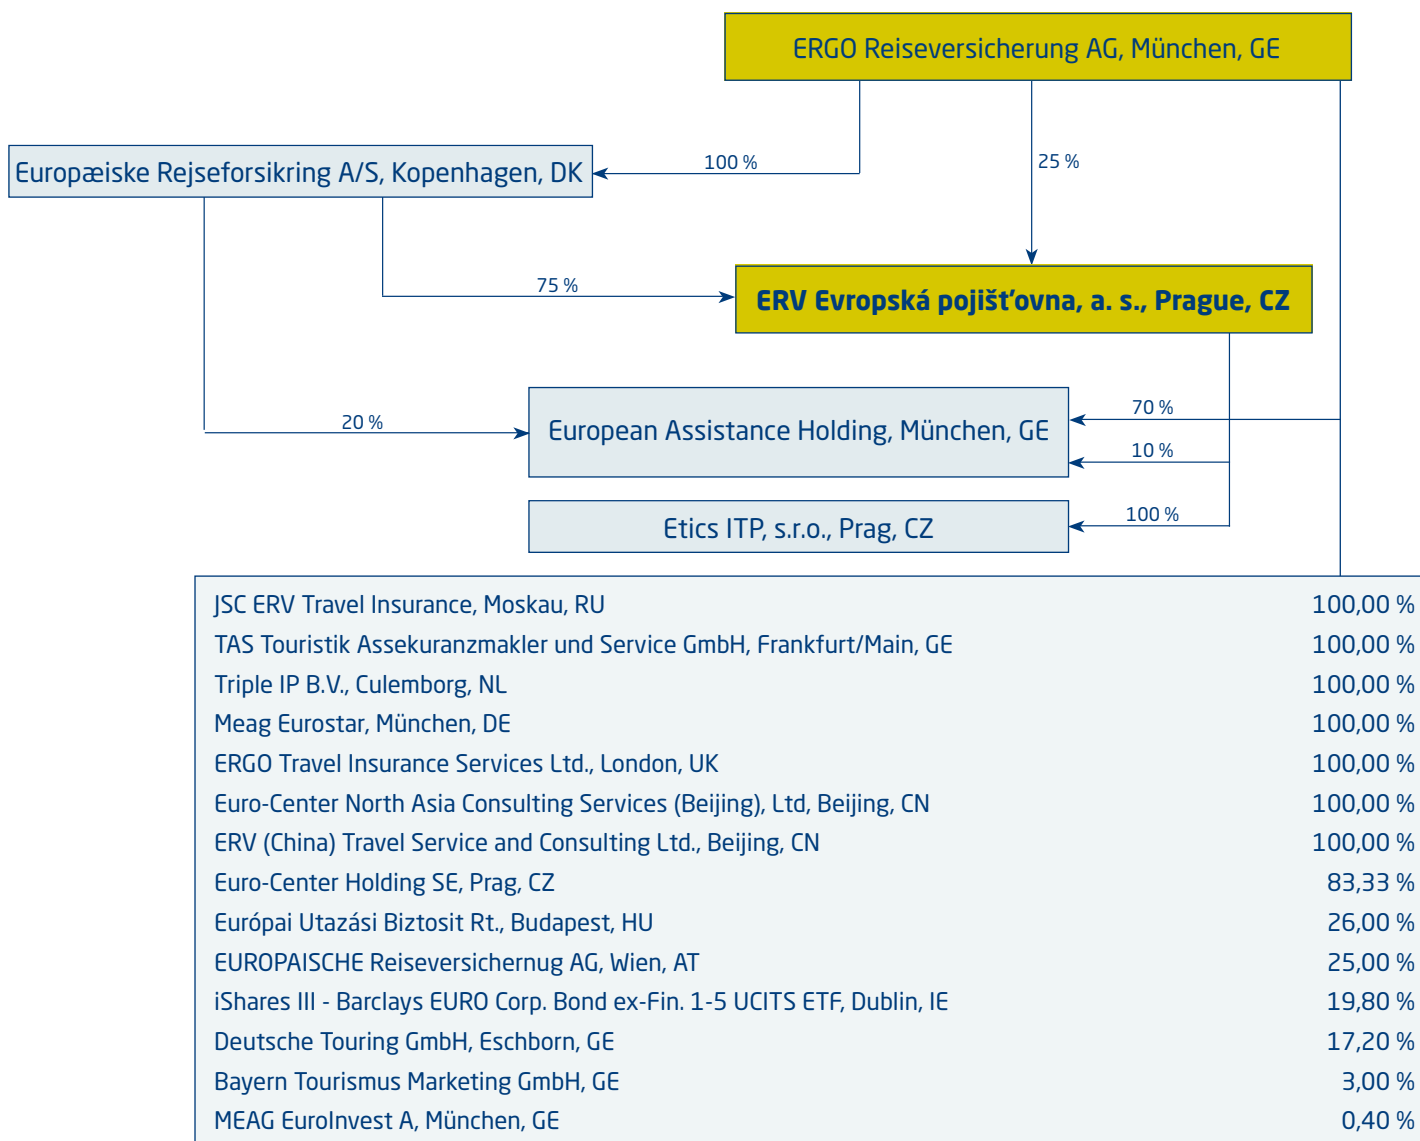 ERGO Reiseversicherung AG, München, GE
Europæiske Rejseforsikring A/S, Kopenhagen, DK
100 %
25 %
75 %
ERV Evropská pojišťovna, a. s., Prague, CZ
20 %
European Assistance Holding, München, GE
70 %
10 %
Etics ITP, s.r.o., Prag, CZ
100 %
JSC ERV Travel Insurance, Moskau, RU 100,00 %
TAS Touristik Assekuranzmakler und Service GmbH, Frankfurt/Main, GE 100,00 %
Triple IP B.V., Culemborg, NL 100,00 %
Meag Eurostar, München, DE 100,00 %
ERGO Travel Insurance Services Ltd., London, UK 100,00 %
Euro-Center North Asia Consulting Services (Beijing), Ltd, Beijing, CN 100,00 %
ERV (China) Travel Service and Consulting Ltd., Beijing, CN 100,00 %
Euro-Center Holding SE, Prag, CZ 83,33 %
Európai Utazási Biztosit Rt., Budapest, HU 26,00 %
EUROPAISCHE Reiseversichernug AG, Wien, AT 25,00 %
iShares III - Barclays EURO Corp. Bond ex-Fin. 1-5 UCITS ETF, Dublin, IE 19,80 %
Deutsche Touring GmbH, Eschborn, GE 17,20 %
Bayern Tourismus Marketing GmbH, GE 3,00 %
MEAG EuroInvest A, München, GE 0,40 %